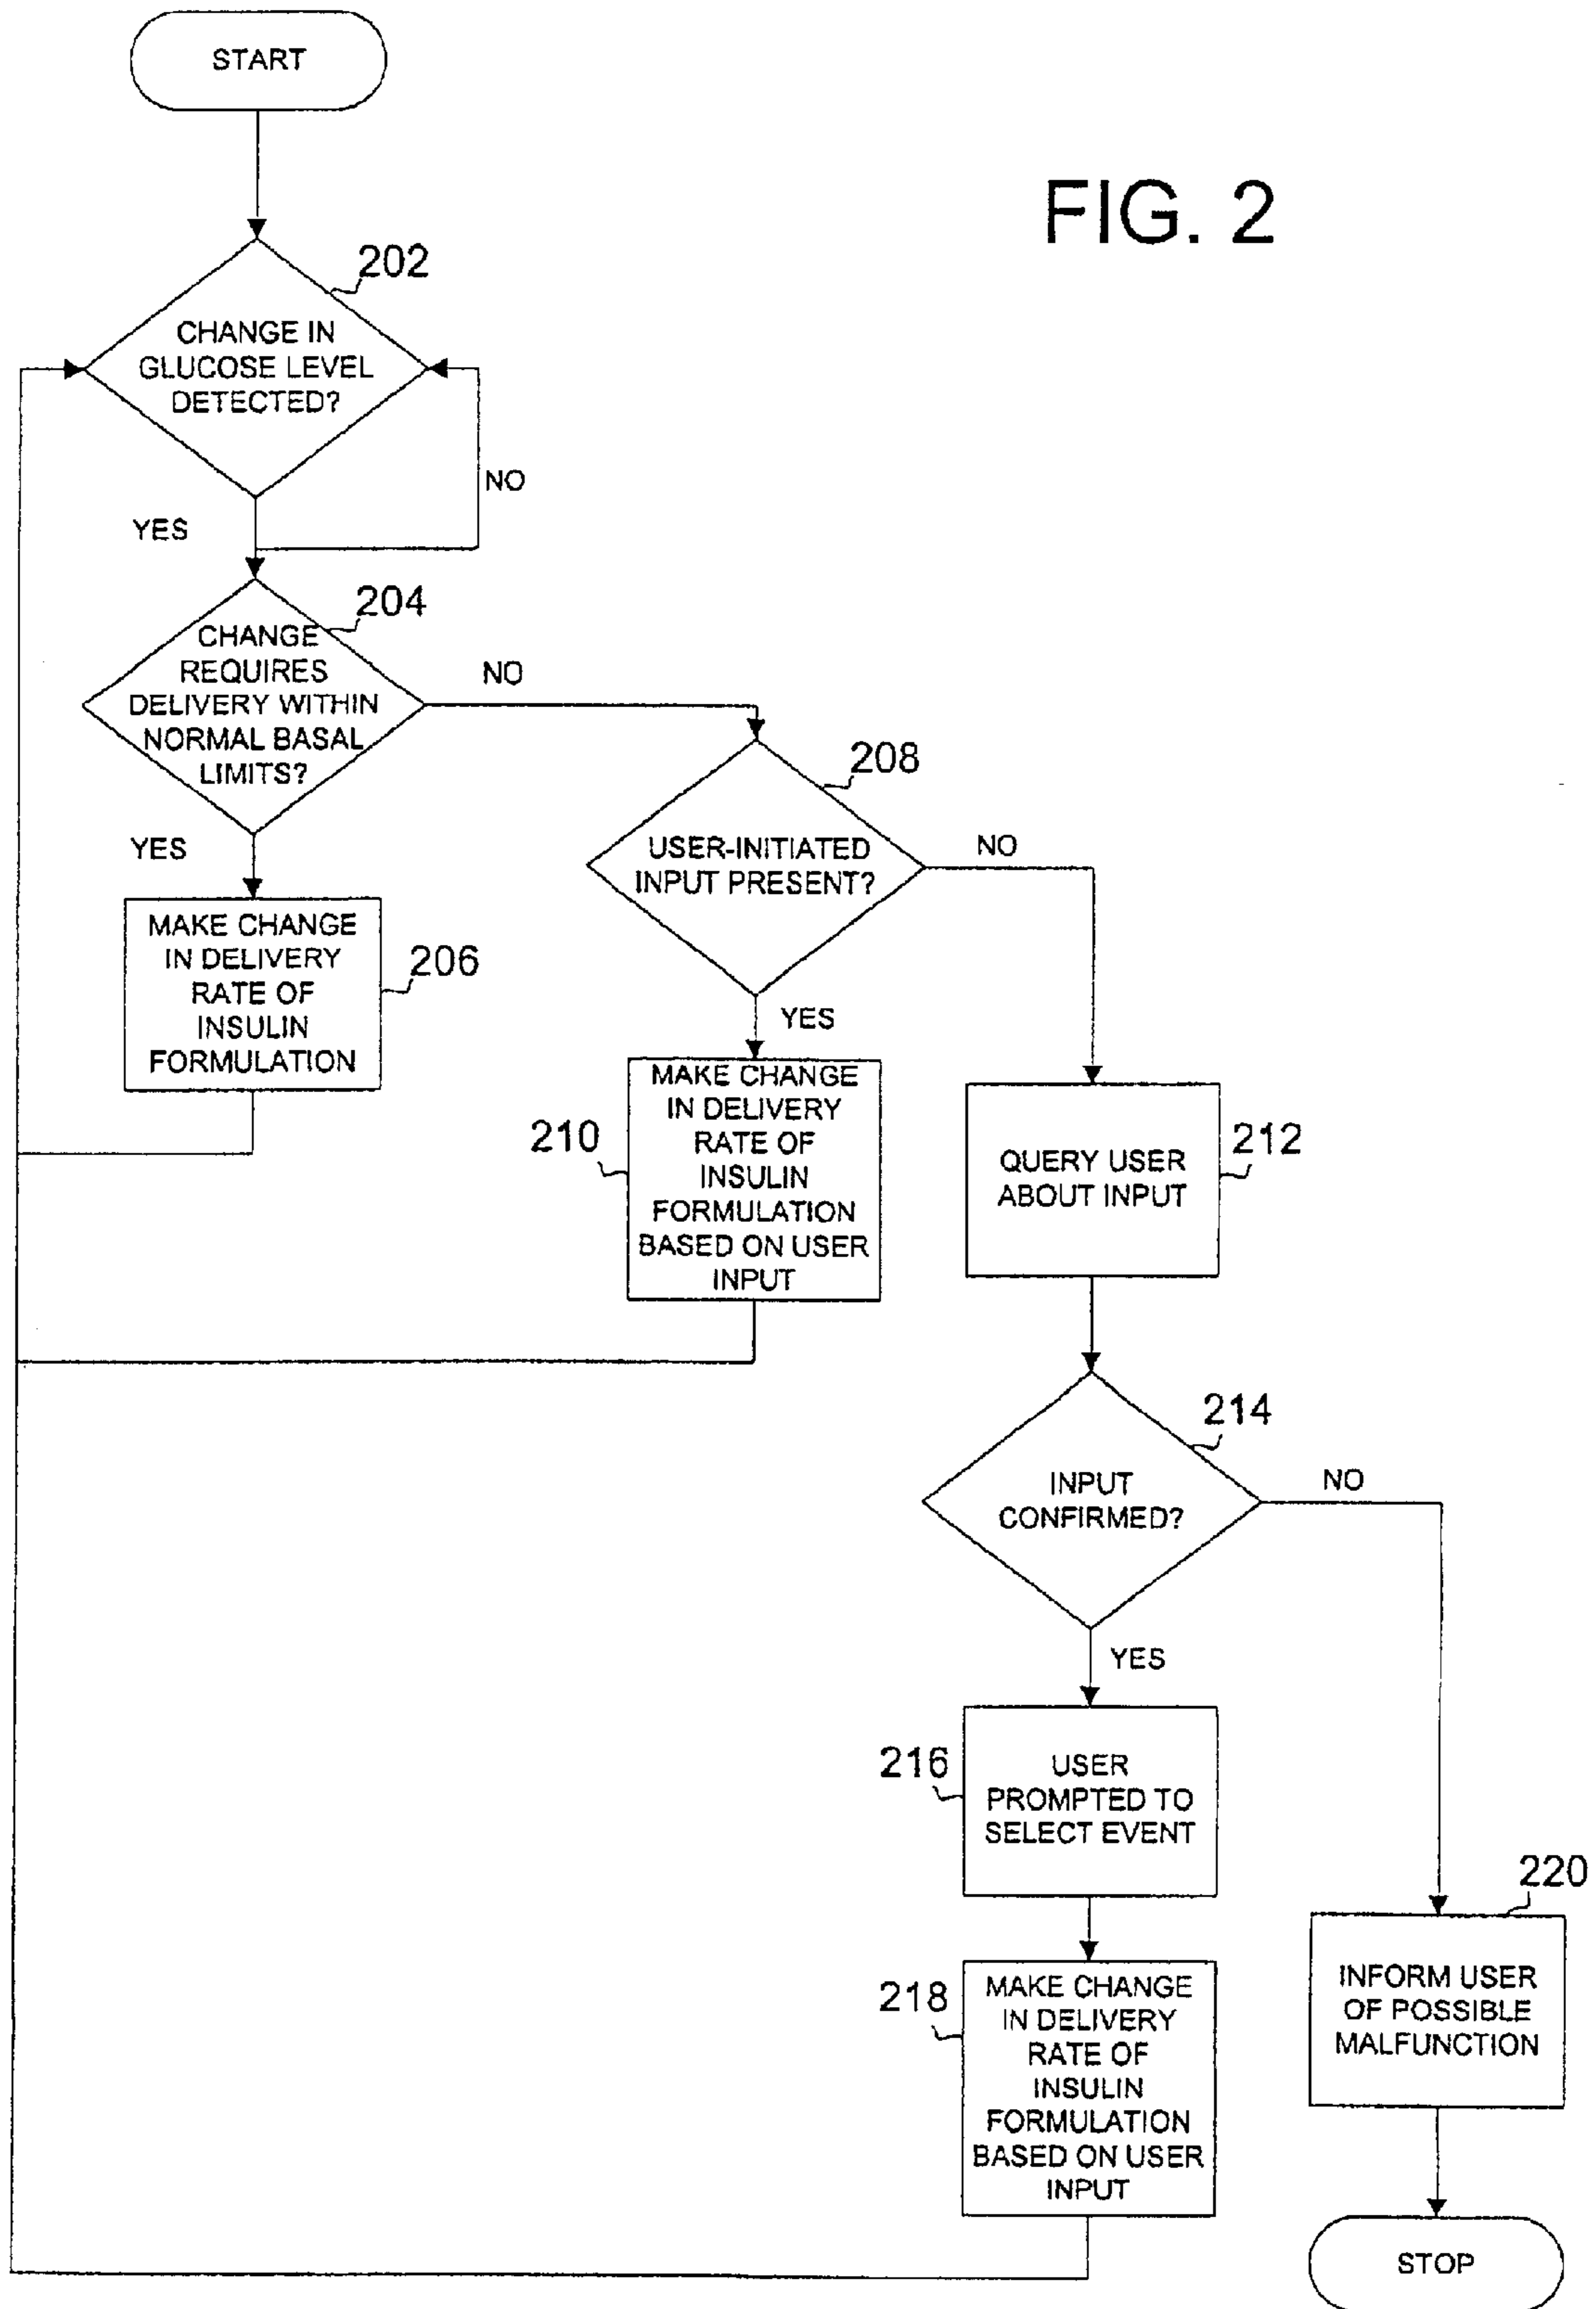 START
FIG. 2
202
CHANGE IN
GLUCOSE LEVEL
DETECTED?
NO
YES
204
CHANGE
REQUIRES
DELIVERY WITHIN
NORMAL BASAL
LIMITS?
NO
YES
208
USER-INITIATED
INPUT PRESENT?
NO
YES
MAKE CHANGE
IN DELIVERY
RATE OF
INSULIN
FORMULATION
206
MAKE CHANGE
IN DELIVERY
RATE OF
INSULIN
FORMULATION
BASED ON USER
INPUT
210
QUERY USER
ABOUT INPUT
212
214
INPUT
CONFIRMED?
NO
YES
216
USER
PROMPTED TO
SELECT EVENT
218
MAKE CHANGE
IN DELIVERY
RATE OF
INSULIN
FORMULATION
BASED ON USER
INPUT
220
INFORM USER
OF POSSIBLE
MALFUNCTION
STOP